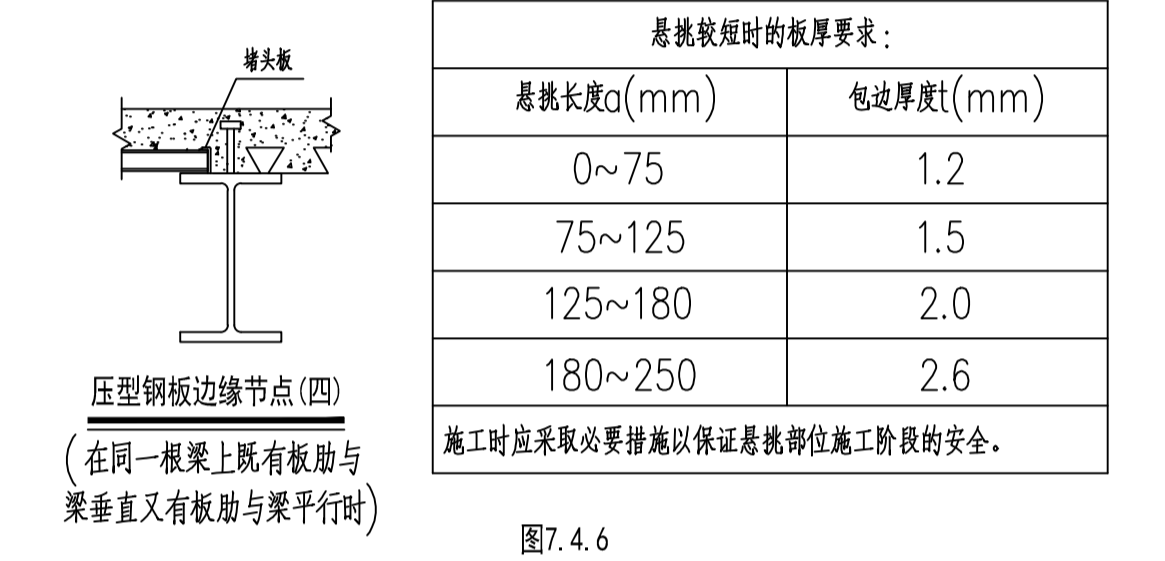 堵头板
压型钢板边缘节点(四)
(在同一根梁上既有板肋与
梁垂直又有板肋与梁平行时)
悬挑较短时的板厚要求:
悬挑长度a(mm) 包边厚度t(mm)
0~75 1.2
75~125 1.5
125~180 2.0
180~250 2.6
施工时应采取必要措施以保证悬挑部位施工阶段的安全。
图7.4.6